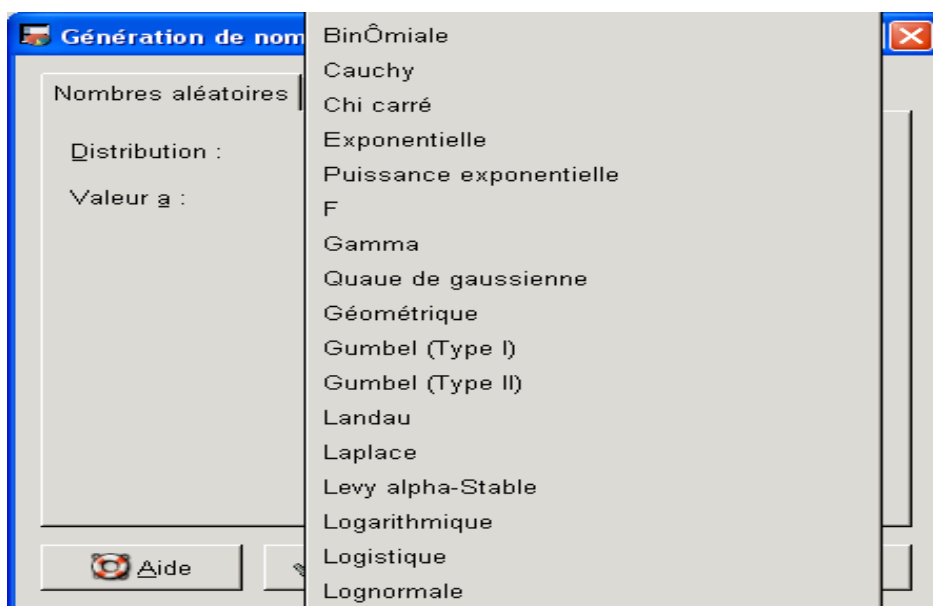 Génération de nom
BinÔmiale
Cauchy
Nombres aléatoires
Chi carré
Distribution :
Exponentielle
Puissance exponentielle
Valeur a :
F
Gamma
Quaue de gaussienne
Géométrique
Gumbel (Type I)
Gumbel (Type II)
Landau
Laplace
Levy alpha-Stable
Logarithmique
Logistique
Aide
Lognormale